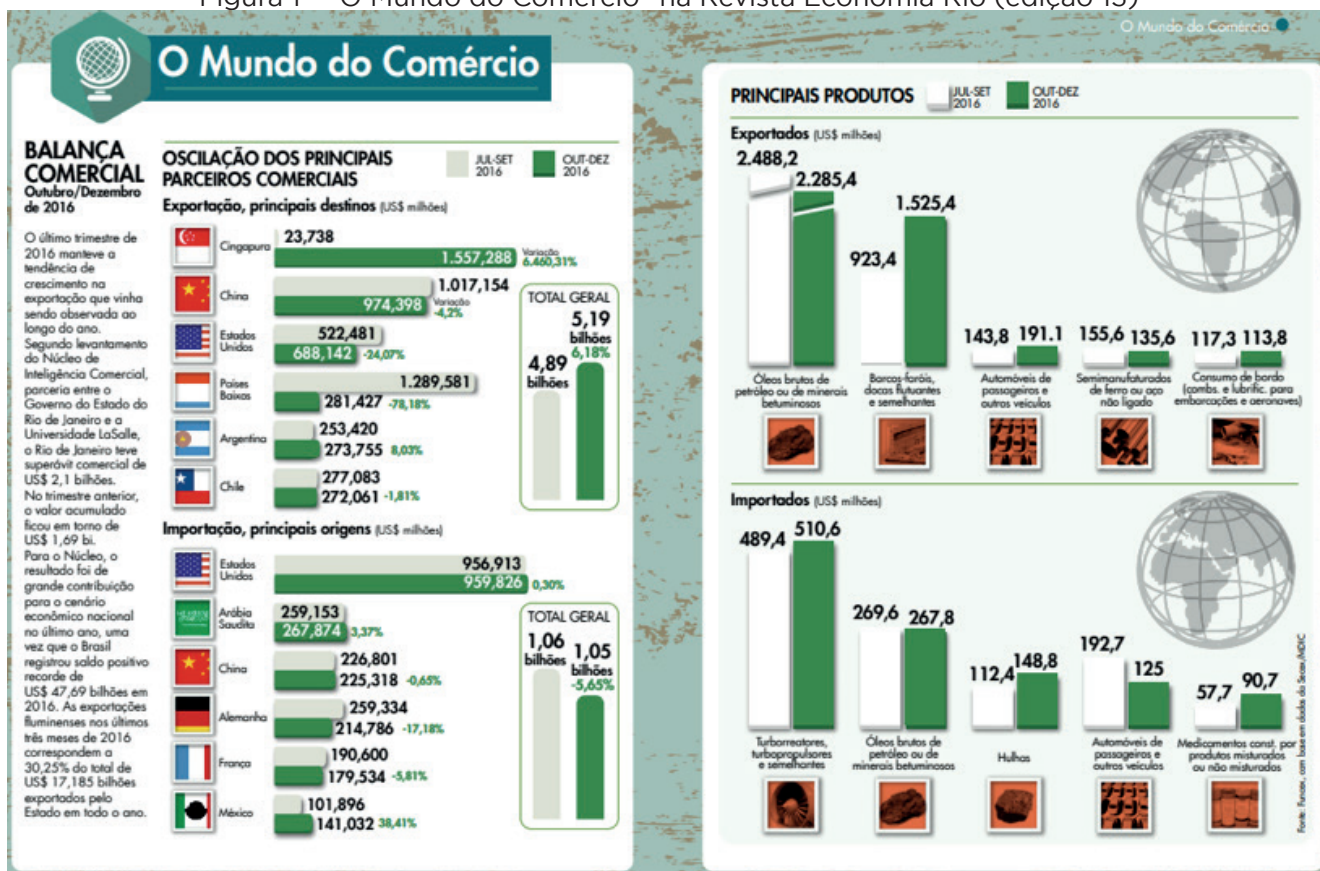 Figura 1 – "O Mundo do Comércio" na Revista Economia Rio (edição 13)
O Mundo do Comércio
O Mundo do Comércio
BALANÇA
COMERCIAL
Outubro/Dezembro
de 2016
O último trimestre de
2016 manteve a
tendência de
crescimento na
exportação que vinha
sendo observada ao
longo do ano.
Segundo levantamento
do Núcleo de
Inteligência Comercial,
parceria entre o
Governo do Estado do
Rio de Janeiro e a
Universidade LaSalle,
o Rio de Janeiro teve
superávit comercial de
US$ 2,1 bilhões.
No trimestre anterior,
o valor acumulado
ficou em torno de
US$ 1,69 bi.
Para o Núcleo, o
resultado foi de
grande contribuição
para o cenário
econômico nacional
no último ano, uma
vez que o Brasil
registrou saldo positivo
recorde de
US$ 47,69 bilhões em
2016. As exportações
fluminenses nos últimos
três meses de 2016
correspondem a
30,25% do total de
US$ 17,185 bilhões
exportados pelo
Estado em todo o ano.
OSCILAÇÃO DOS PRINCIPAIS
PARCEIROS COMERCIAIS
JUL-SET
2016
OUT-DEZ
2016
Exportação, principais destinos (US$ milhões)
Cingapura
23,738
1.557,288
Variação
6.460,31%
China
1.017,154
974,398
Variação
-4,2%
Estados
Unidos
522,481
688,142 -24,07%
Países
Baixos
1.289,581
281,427 -78,18%
Argentina
253,420
273,755 8,03%
Chile
277,083
272,061 -1,81%
TOTAL GERAL
4,89
bilhões
5,19
bilhões
6,18%
Importação, principais origens (US$ milhões)
Estados
Unidos
956,913
959,826 0,30%
Arábia
Saudita
259,153
267,874 3,37%
China
226,801
225,318 -0,65%
Alemanha
259,334
214,786 -17,18%
França
190,600
179,534 -5,81%
México
101,896
141,032 38,41%
TOTAL GERAL
1,06
bilhões
1,05
bilhões
-5,65%
PRINCIPAIS PRODUTOS
JUL-SET
2016
OUT-DEZ
2016
Exportados (US$ milhões)
2.488,2
2.285,4
Óleos brutos de
petróleo ou de minerais
betuminosos
923,4
1.525,4
Barcos-faróis,
docas flutuantes
e semelhantes
143,8 191.1
Automóveis de
passageiros e
outros veículos
155,6 135,6
Semimanufaturados
de ferro ou aço
não ligado
117,3 113,8
Consumo de bordo
(combs. e lubrific. para
embarcações e aeronaves)
Importados (US$ milhões)
489,4 510,6
Turborreatores,
turbopropulsores
e semelhantes
269,6 267,8
Óleos brutos de
petróleo ou de
minerais betuminosos
112,4 148,8
Hulhas
192,7 125
Automóveis de
passageiros e
outros veículos
57,7 90,7
Medicamentos const. por
produtos misturados
ou não misturados
Fonte: Funcex, com base em dados da Secex/MDIC